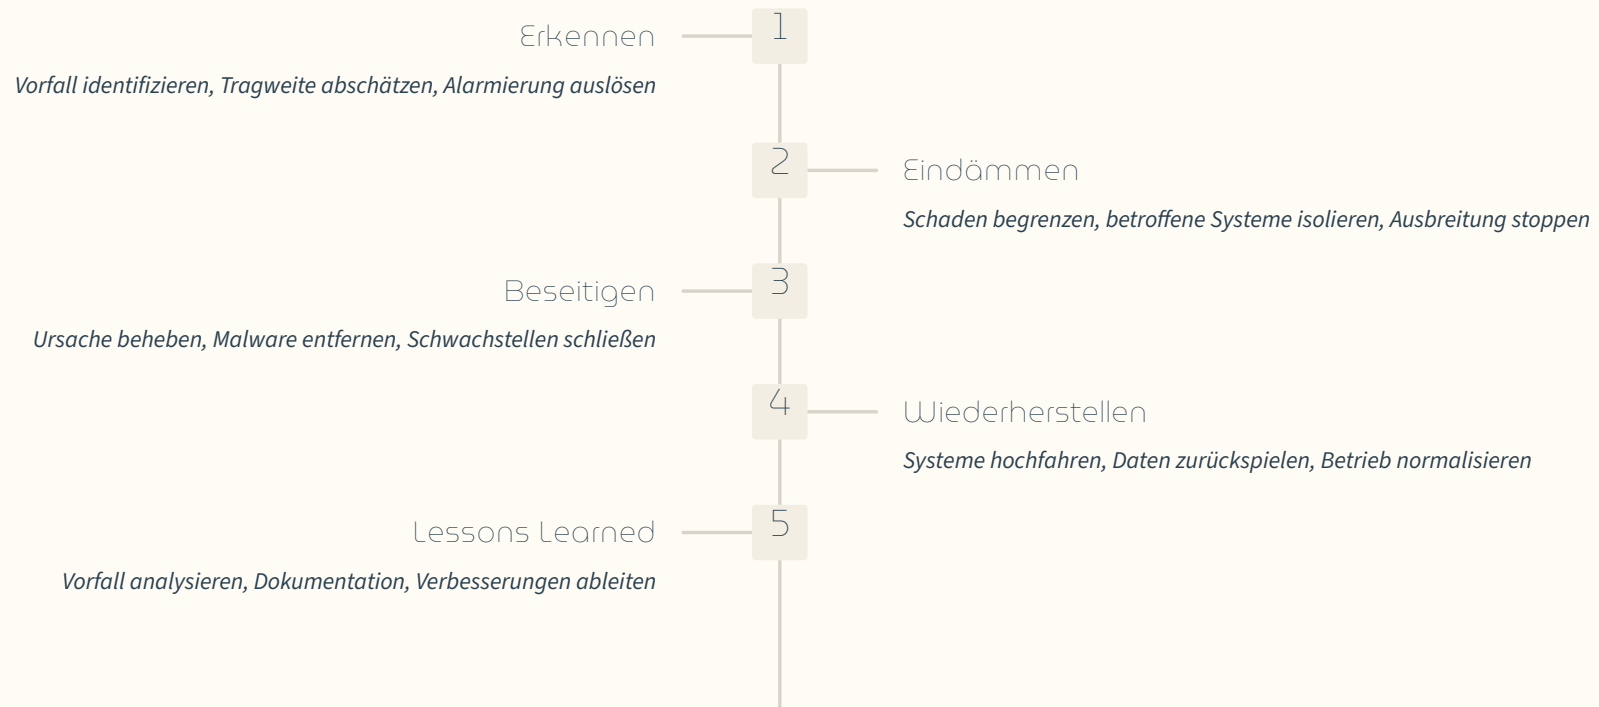 1
Erkennen
Vorfall identifizieren, Tragweite abschätzen, Alarmierung auslösen
2
Eindämmen
Schaden begrenzen, betroffene Systeme isolieren, Ausbreitung stoppen
3
Beseitigen
Ursache beheben, Malware entfernen, Schwachstellen schließen
4
Wiederherstellen
Systeme hochfahren, Daten zurückspielen, Betrieb normalisieren
5
Lessons Learned
Vorfall analysieren, Dokumentation, Verbesserungen ableiten